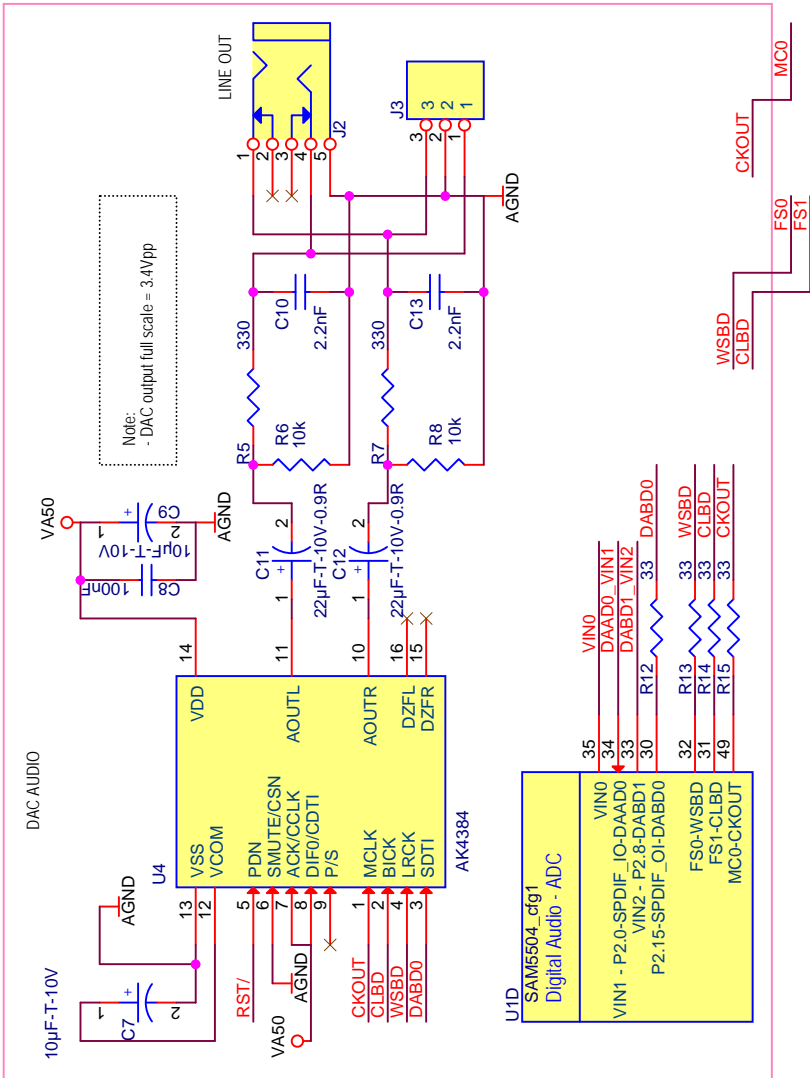 DAC AUDIO
Note:
- DAC output full scale = 3.4Vpp
LINE OUT
J2
1
2
3
4
5
J3
3
2
1
3
2
1
AGND
VA50
1
+
C9
2
10µF-T-10V
C8
100nF
AGND
10µF-T-10V
1
+
C7
2
AGND
U4
13
VSS
12
VCOM
14
VDD
11
AOUTL
10
AOUTR
16
DZFL
15
DZFR
RST/
5
PDN
6
SMUTE/CSN
7
ACK/CCLK
8
DIF0/CDTI
9
P/S
AGND
VA50
CKOUT
1
MCLK
CLBD
2
BICK
WSBD
4
LRCK
DABD0
3
SDTI
AK4384
C11
1
+
2
22µF-T-10V-0.9R
C12
1
+
2
22µF-T-10V-0.9R
R5
330
R6
10k
C10
2.2nF
R7
330
R8
10k
C13
2.2nF
U1D
SAM5504_cfg1
Digital Audio - ADC
VIN0
35
VIN0
VIN1 - P2.0-SPDIF_IO-DAAD0
34
DAAD0_VIN1
VIN2 - P2.8-DABD1
33
DABD1_VIN2
P2.15-SPDIF_OI-DABD0
30
R12
33
DABD0
FS0-WSBD
32
R13
33
WSBD
FS1-CLBD
31
R14
33
CLBD
MC0-CKOUT
49
R15
33
CKOUT
WSBD
FS0
CLBD
FS1
CKOUT
MC0